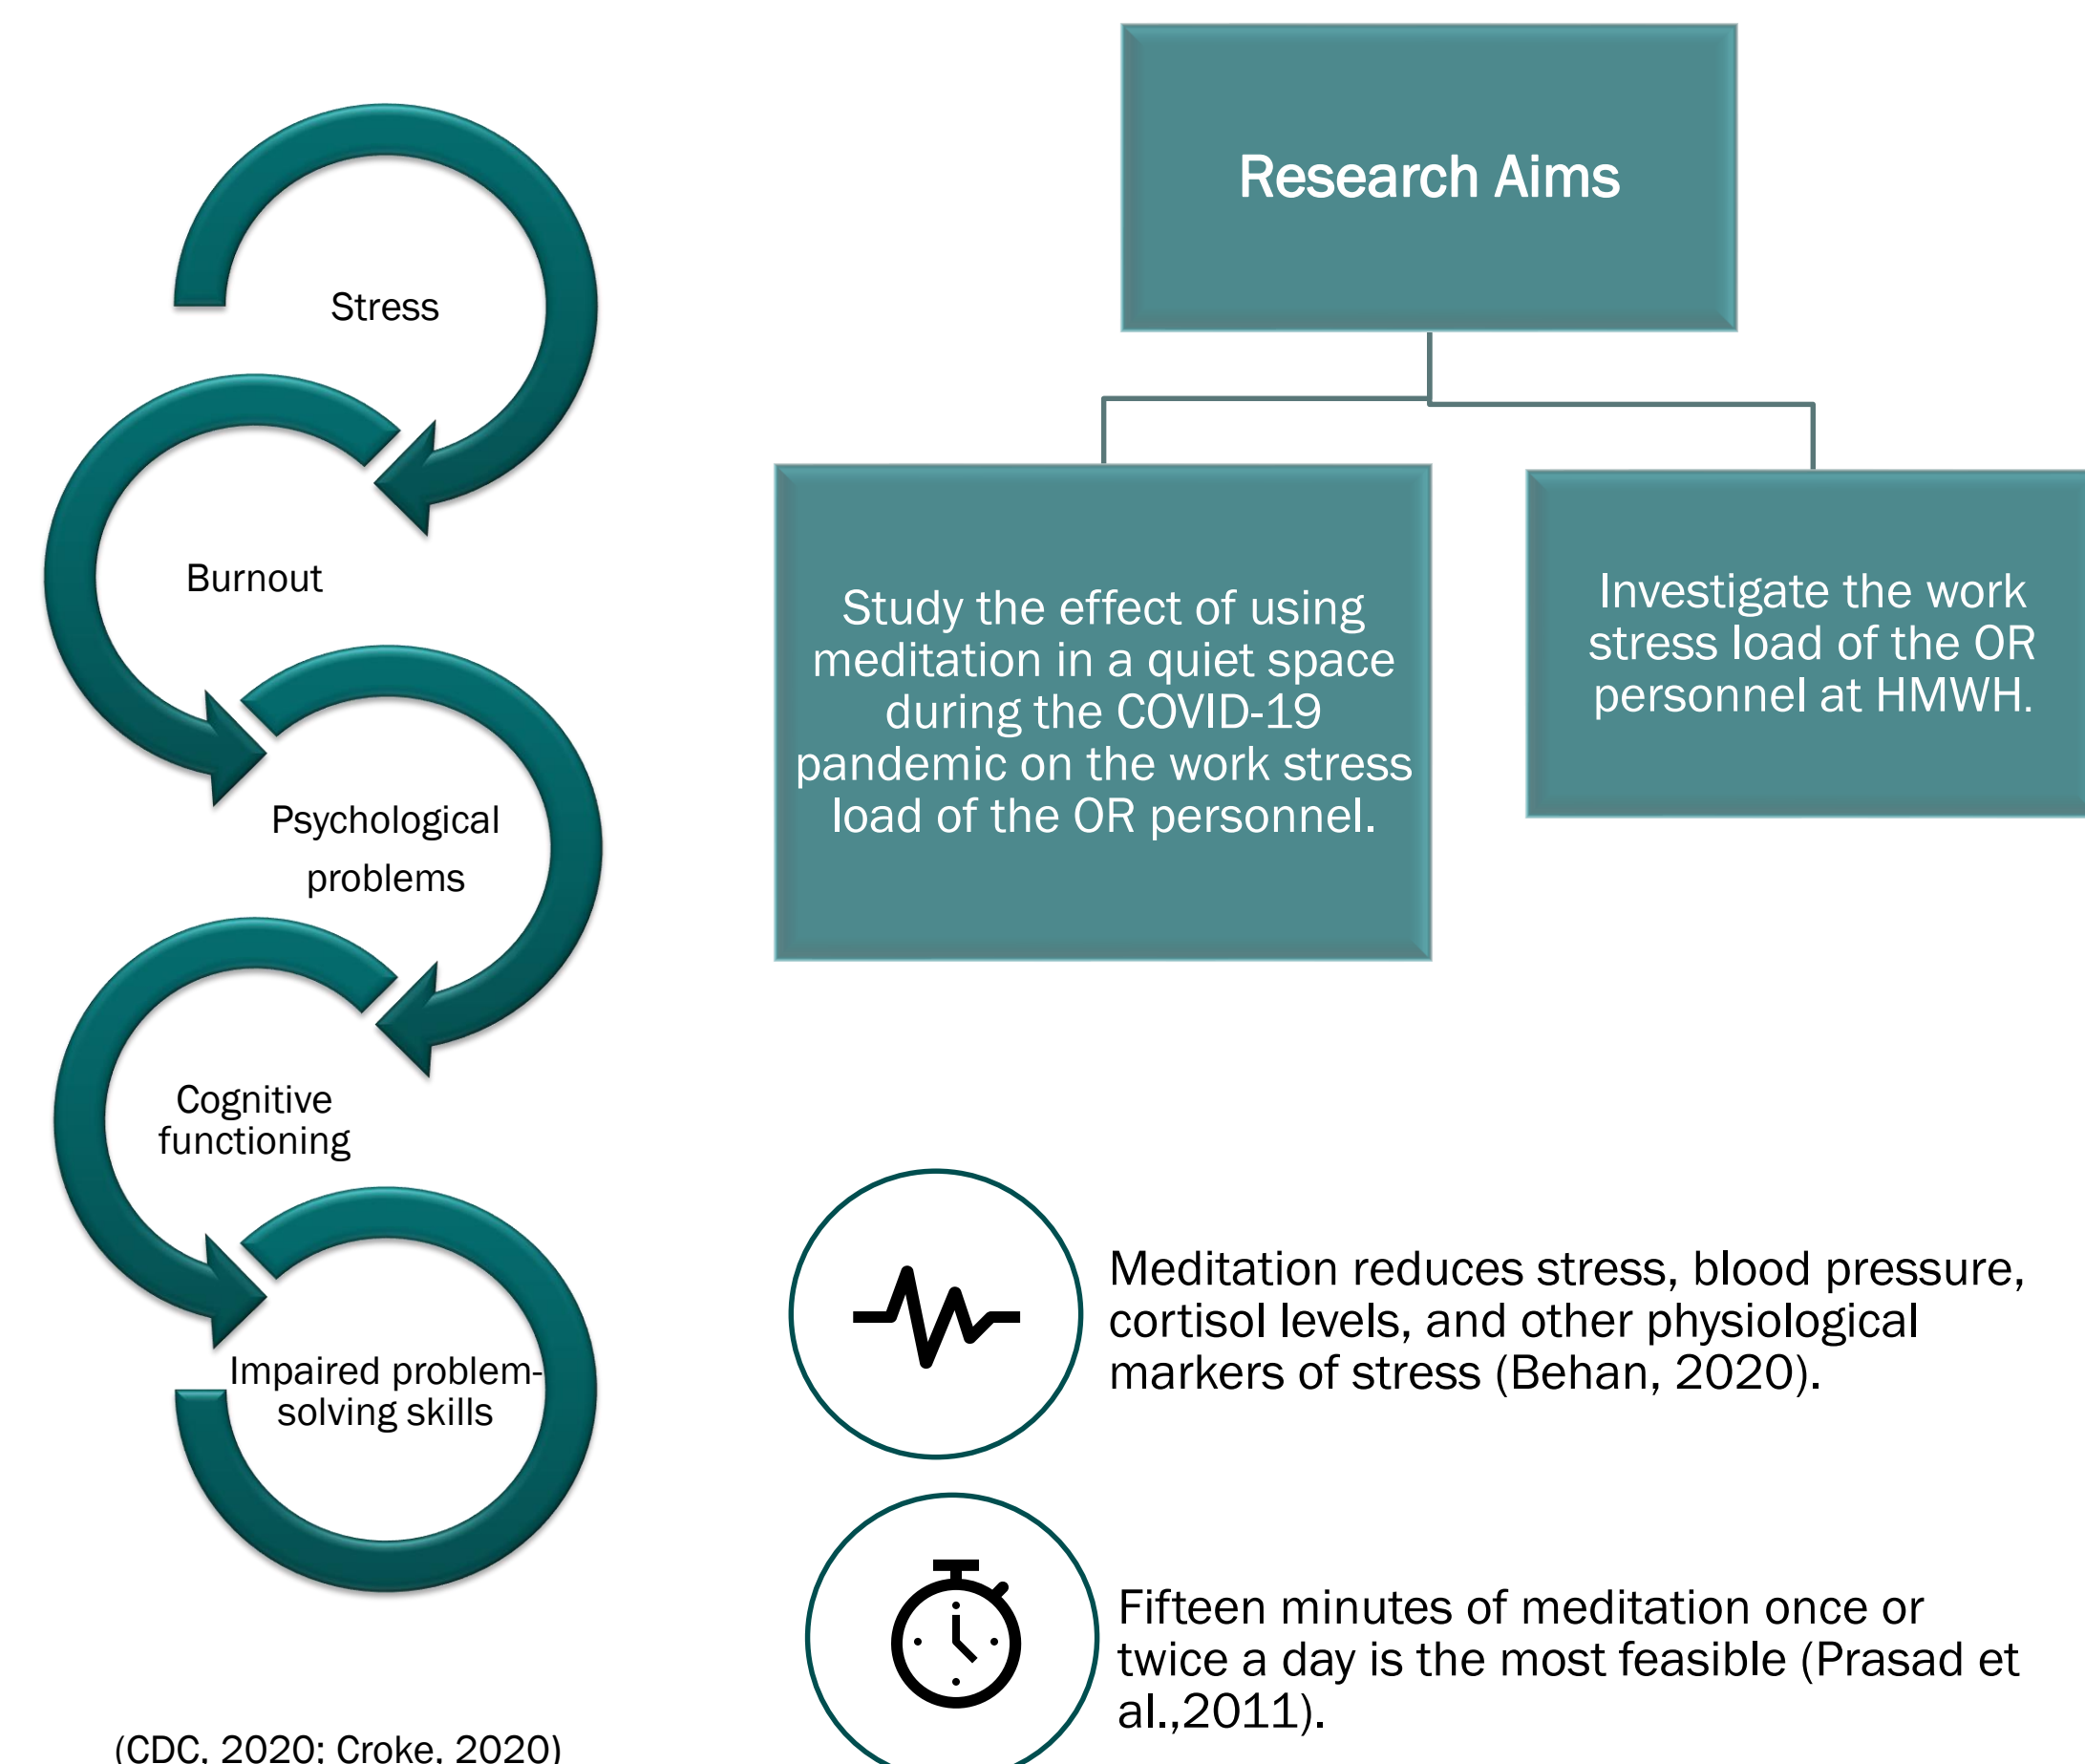 Stress
Burnout
Psychological
problems
Cognitive
functioning
Impaired problem-
solving skills
(CDC, 2020; Croke, 2020)
Research Aims
Study the effect of using
meditation in a quiet space
during the COVID-19
pandemic on the work stress
load of the OR personnel.
Investigate the work
stress load of the OR
personnel at HMWH.
Meditation reduces stress, blood pressure,
cortisol levels, and other physiological
markers of stress (Behan, 2020).
Fifteen minutes of meditation once or
twice a day is the most feasible (Prasad et
al.,2011).